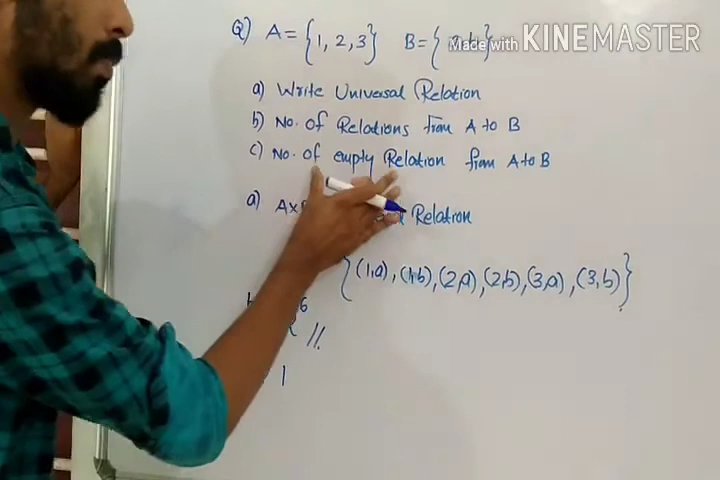 Q) A = {1, 2, 3} B = {
Made with KINEMASTER
a) Write Universal Relation
b) No. of Relations from A to B
c) No. of empty Relation from A to B
a) A× Relation
{(1,a), (1,b), (2,a), (2,b), (3,a), (3,b)}
6
//
1